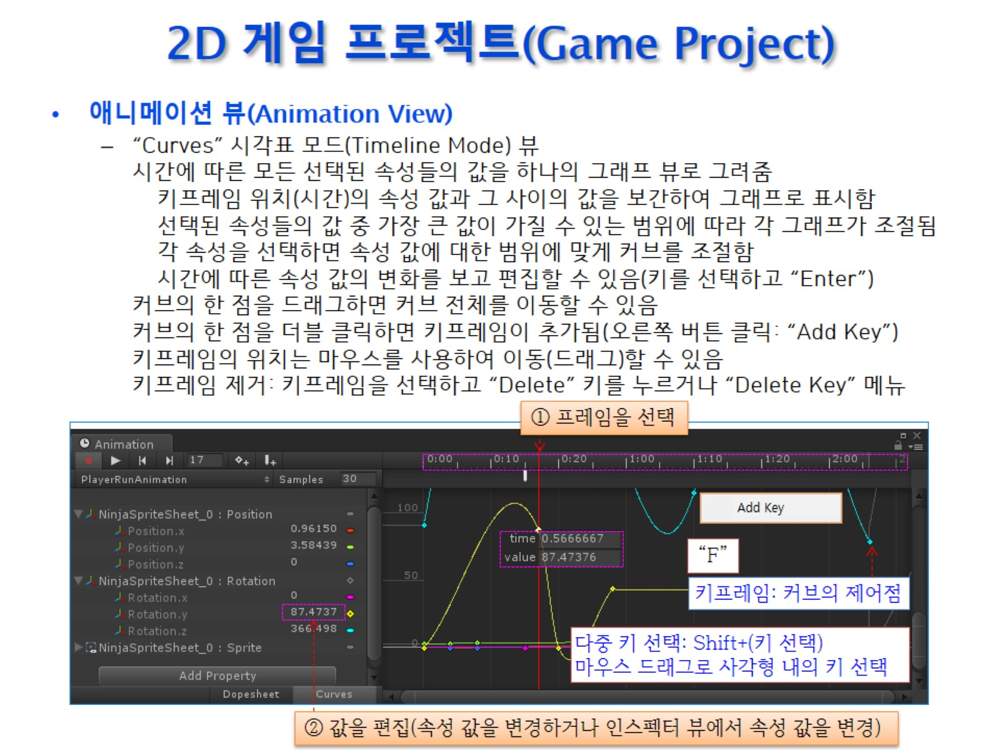 2D 게임 프로젝트(Game Project)
• 애니메이션 뷰(Animation View)
– “Curves” 시각표 모드(Timeline Mode) 뷰
시간에 따른 모든 선택된 속성들의 값을 하나의 그래프 뷰로 그려줌
키프레임 위치(시간)의 속성 값과 그 사이의 값을 보간하여 그래프로 표시함
선택된 속성들의 값 중 가장 큰 값이 가질 수 있는 범위에 따라 각 그래프가 조절됨
각 속성을 선택하면 속성 값에 대한 범위에 맞게 커브를 조절함
시간에 따른 속성 값의 변화를 보고 편집할 수 있음(키를 선택하고 “Enter”)
커브의 한 점을 드래그하면 커브 전체를 이동할 수 있음
커브의 한 점을 더블 클릭하면 키프레임이 추가됨(오른쪽 버튼 클릭: “Add Key”)
키프레임의 위치는 마우스를 사용하여 이동(드래그)할 수 있음
키프레임 제거: 키프레임을 선택하고 “Delete” 키를 누르거나 “Delete Key” 메뉴
① 프레임을 선택
Animation
17
0:00 0:10 0:20 1:00 1:10 1:20 2:00 2
PlayerRunAnimation Samples 30
NinjaSpriteSheet_0 : Position
Position.x 0.96150
Position.y 3.58439
Position.z 0
NinjaSpriteSheet_0 : Rotation
Rotation.x 0
Rotation.y 87.4737
Rotation.z 366.498
NinjaSpriteSheet_0 : Sprite
Add Property
Dopesheet Curves
100
50
0
time 0.5666667
value 87.47376
Add Key
“F”
키프레임: 커브의 제어점
다중 키 선택: Shift+(키 선택)
마우스 드래그로 사각형 내의 키 선택
② 값을 편집(속성 값을 변경하거나 인스펙터 뷰에서 속성 값을 변경)